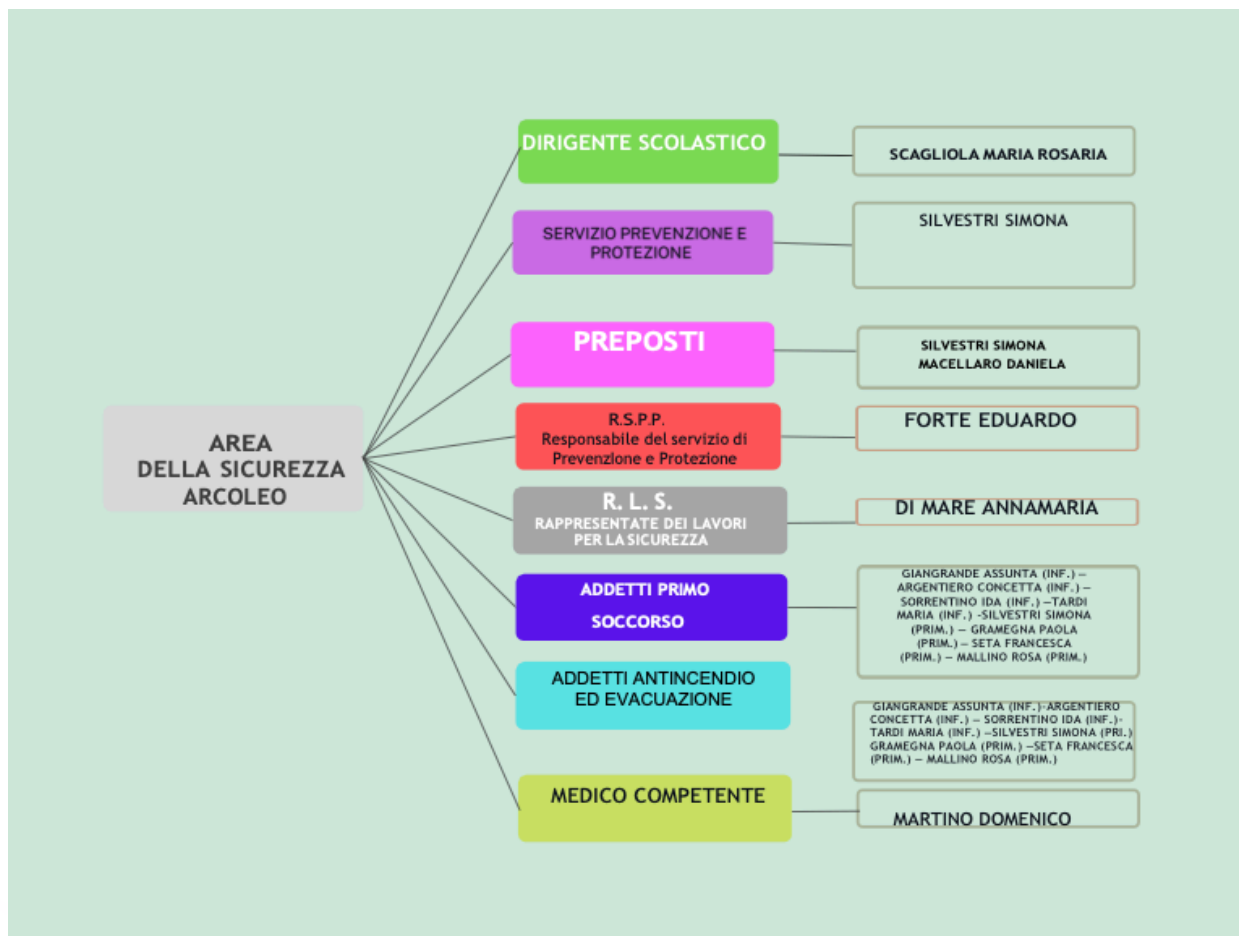 AREA
DELLA SICUREZZA
ARCOLEO
DIRIGENTE SCOLASTICO
SCAGLIOLA MARIA ROSARIA
SERVIZIO PREVENZIONE E
PROTEZIONE
SILVESTRI SIMONA
PREPOSTI
SILVESTRI SIMONA
MACELLARO DANIELA
R.S.P.P.
Responsabile del servizio di
Prevenzione e Protezione
FORTE EDUARDO
R. L. S.
RAPPRESENTATE DEI LAVORI
PER LA SICUREZZA
DI MARE ANNAMARIA
ADDETTI PRIMO
SOCCORSO
GIANGRANDE ASSUNTA (INF.) –
ARGENTIERO CONCETTA (INF.) –
SORRENTINO IDA (INF.) –TARDI
MARIA (INF.) -SILVESTRI SIMONA
(PRIM.) – GRAMEGNA PAOLA
(PRIM.) – SETA FRANCESCA
(PRIM.) – MALLINO ROSA (PRIM.)
ADDETTI ANTINCENDIO
ED EVACUAZIONE
GIANGRANDE ASSUNTA (INF.)-ARGENTIERO
CONCETTA (INF.) – SORRENTINO IDA (INF.)-
TARDI MARIA (INF.) –SILVESTRI SIMONA (PRI.)
GRAMEGNA PAOLA (PRIM.) –SETA FRANCESCA
(PRIM.) – MALLINO ROSA (PRIM.)
MEDICO COMPETENTE
MARTINO DOMENICO